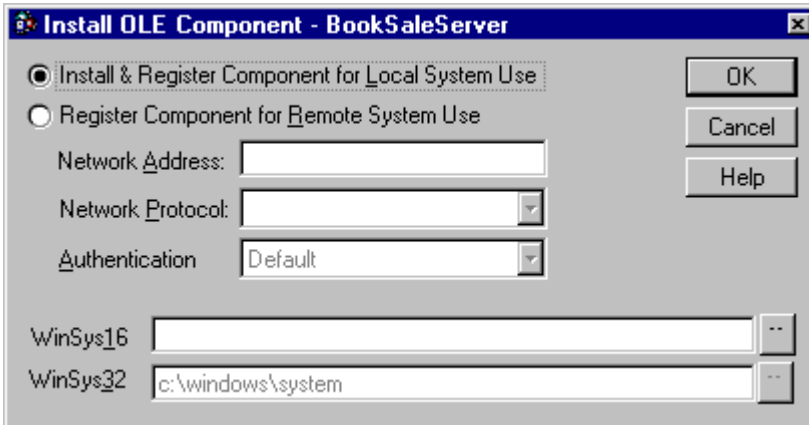 Install OLE Component - BookSaleServer
Install & Register Component for Local System Use
OK
Register Component for Remote System Use
Cancel
Network Address:
Help
Network Protocol:
Authentication Default
WinSys16 --
WinSys32 c:\windows\system --